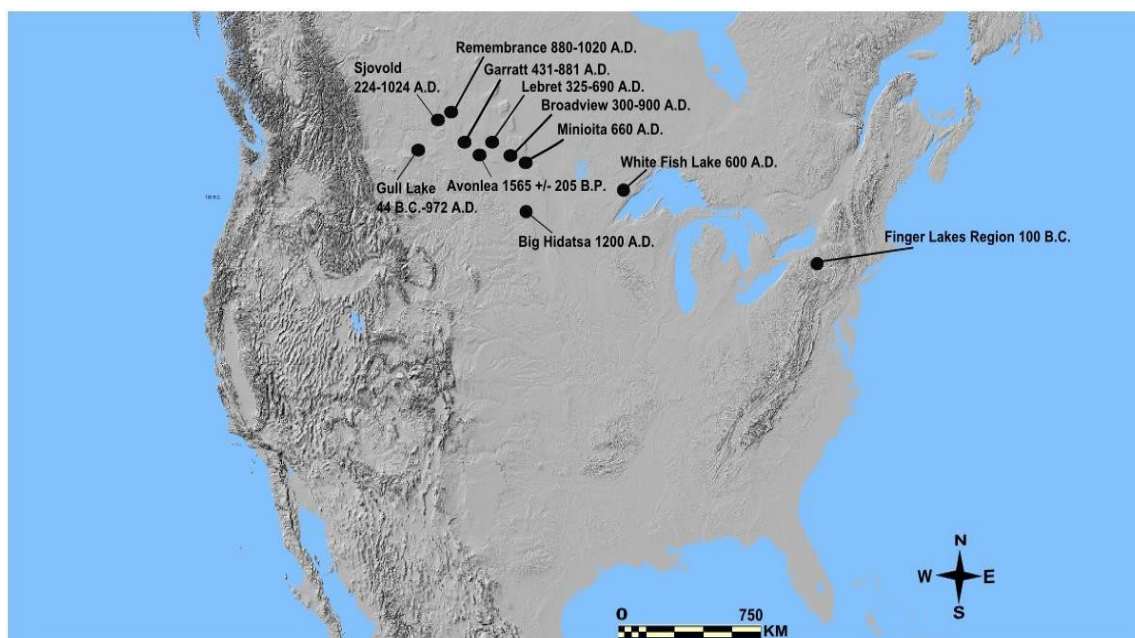 Remembrance 880-1020 A.D.
Garratt 431-881 A.D.
Sjovold
224-1024 A.D.
Lebret 325-690 A.D.
Broadview 300-900 A.D.
Minioita 660 A.D.
White Fish Lake 600 A.D.
Gull Lake
44 B.C.-972 A.D.
Avonlea 1565 +/- 205 B.P.
Big Hidatsa 1200 A.D.
Finger Lakes Region 100 B.C.
N
W E
S
0 750
KM